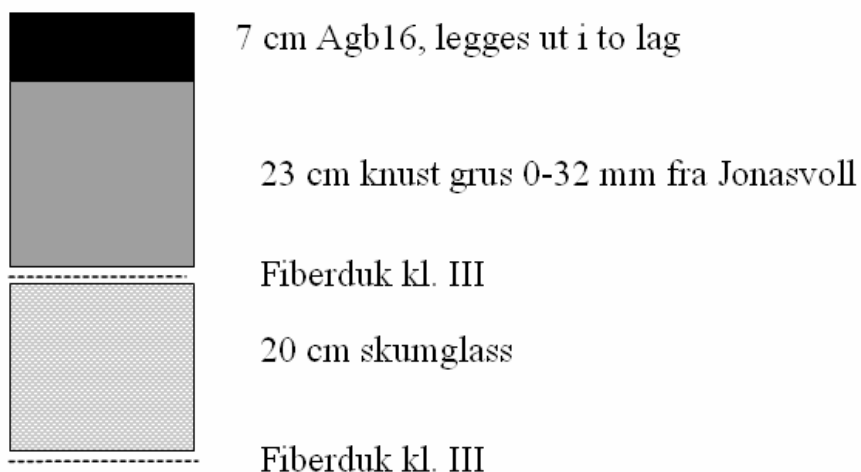 7 cm Agb16, legges ut i to lag
23 cm knust grus 0-32 mm fra Jonasvoll
Fiberduk kl. III
20 cm skumglass
Fiberduk kl. III